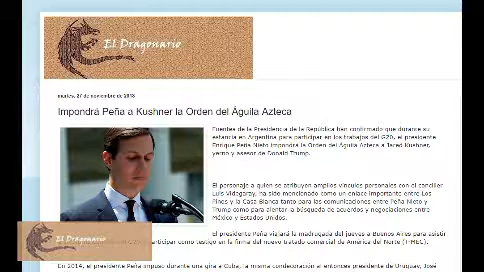 El Dragonario
martes, 27 de noviembre de 2018
Impondrá Peña a Kushner la Orden del Águila Azteca
Fuentes de la Presidencia de la República han confirmado que durante su
estancia en Argentina para participar en los trabajos del G20, el presidente
Enrique Peña Nieto impondrá la Orden del Águila Azteca a Jared Kushner,
yerno y asesor de Donald Trump.
El personaje a quien se atribuyen amplios vínculos personales con el canciller
Luis Videgaray, ha sido mencionado como un enlace importante entre Los
Pinos y la Casa Blanca tanto para las comunicaciones entre Peña Nieto y
Trump como para alentar la búsqueda de acuerdos y negociaciones entre
México y Estados Unidos.
El presidente Peña viajará la madrugada del jueves a Buenos Aires para asistir
participar como testigo en la firma del nuevo tratado comercial de América del Norte (T-MEC).
El Dragonario
En 2014, el presidente Peña impuso durante una gira a Cuba, la misma condecoración al entonces presidente de Uruguay, José